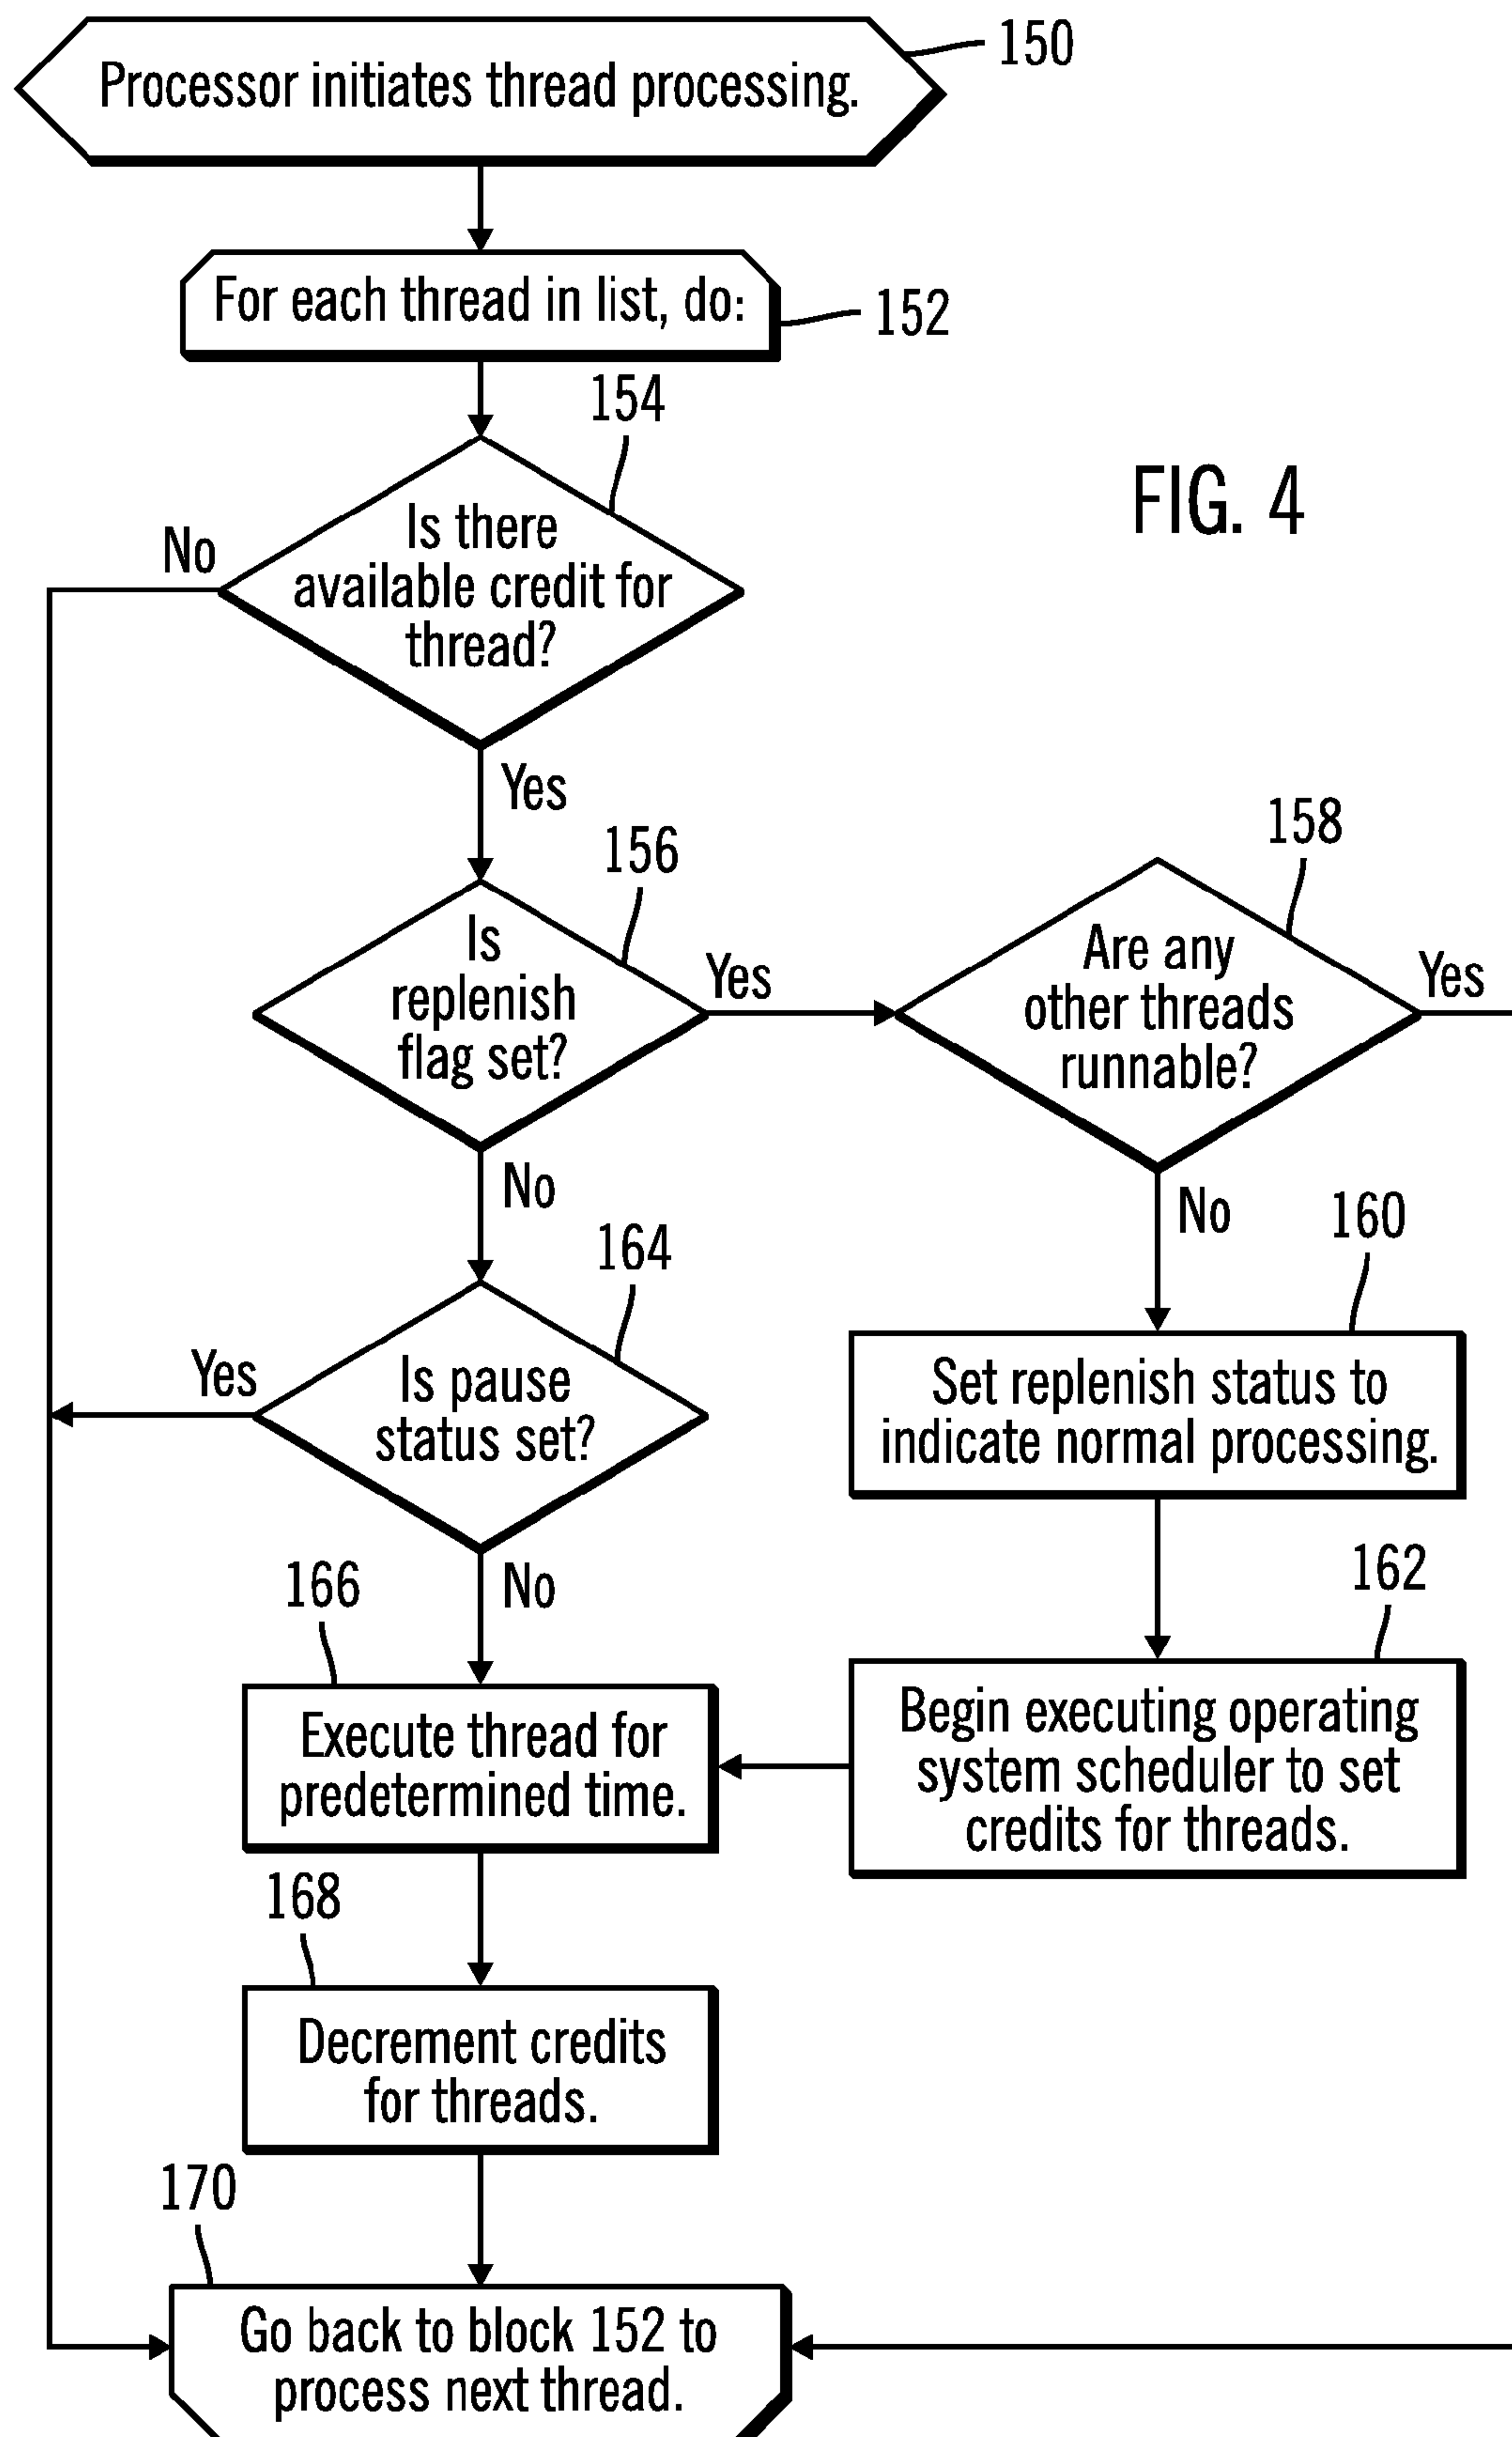 150
Processor initiates thread processing.
For each thread in list, do:
152
154
FIG. 4
No
Is there
available credit for
thread?
Yes
156
158
Is
replenish
flag set?
Yes
Are any
other threads
runnable?
Yes
No
No
164
160
Is pause
status set?
Yes
Set replenish status to
indicate normal processing.
No
166
162
Execute thread for
predetermined time.
Begin executing operating
system scheduler to set
credits for threads.
168
Decrement credits
for threads.
170
Go back to block 152 to
process next thread.